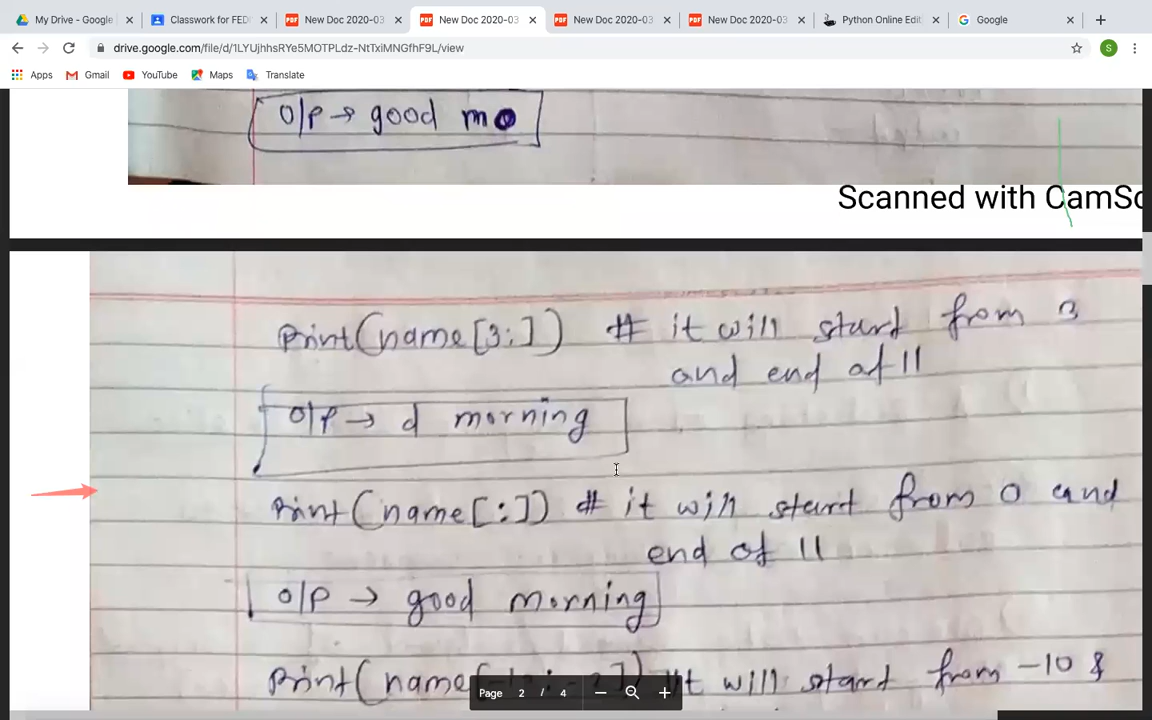 My Drive - Google
Classwork for FED
New Doc 2020-03
New Doc 2020-03
New Doc 2020-03
New Doc 2020-03
Python Online Edit
Google
drive.google.com/file/d/1LYUjhhsRYe5MOTPLdz-NtTxiMNGfhF9L/view
S
Apps Gmail YouTube Maps Translate
O/P → good mo
Scanned with CamSc
Print(name[3:]) # it will start from 3
and end of 11
O/P → d morning
Print(name[:]) # it will start from 0 and
end of 11
O/P → good morning
Print(name[-10:-2]) # it will start from -10 &
Page 2 / 4